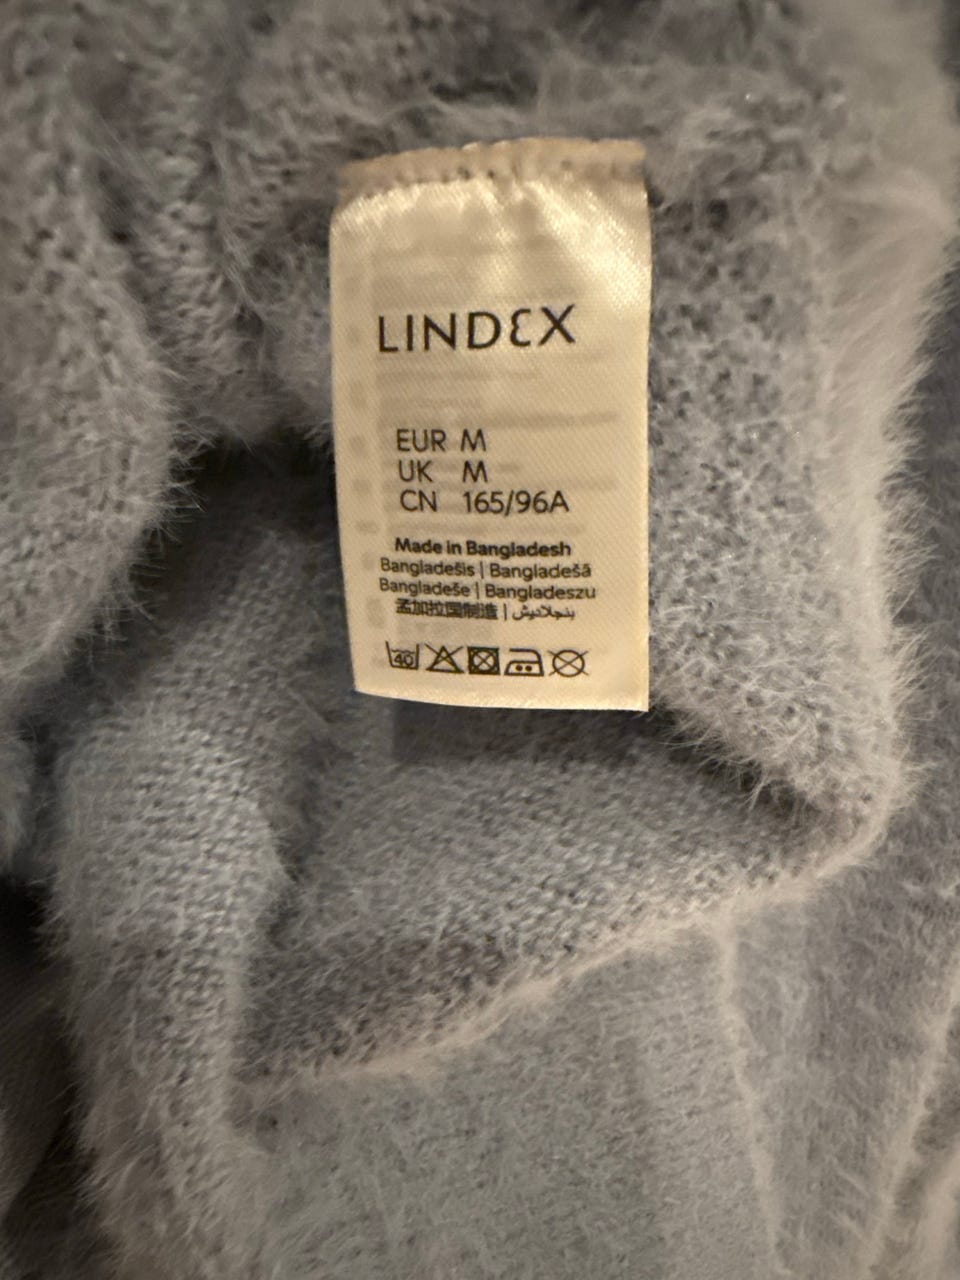 LINDEX
EUR M
UK M
CN 165/96A
Made in Bangladesh
Bangladešis | Bangladešā
Bangladeše | Bangladeszu
孟加拉国制造 | بنجلاديش
40